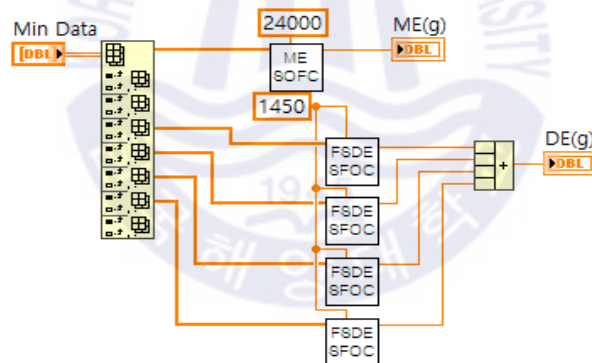 24000
Min Data
ME(g)
[DBL]
DBL
ME
SOFC
1450
FSDE
SFOC
DE(g)
DBL
+
FSDE
SFOC
FSDE
SFOC
FSDE
SFOC